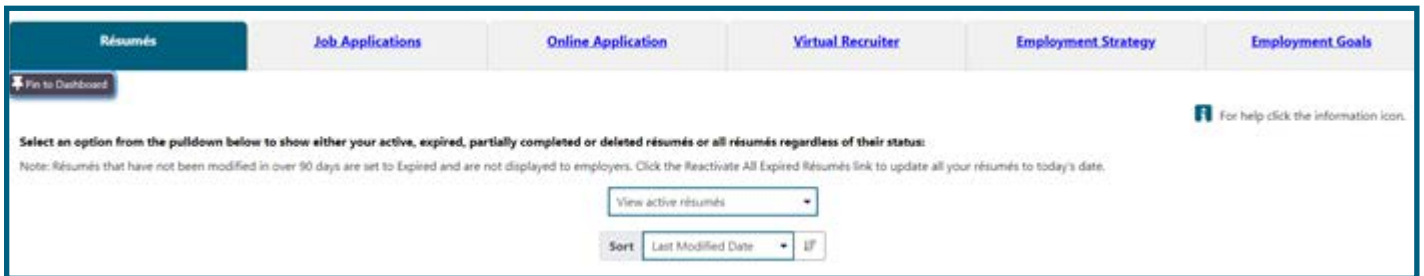 Résumés Job Applications Online Application Virtual Recruiter Employment Strategy Employment Goals
Pin to Dashboard
For help click the information icon.
Select an option from the pulldown below to show either your active, expired, partially completed or deleted résumés or all résumés regardless of their status:
Note: Résumés that have not been modified in over 90 days are set to Expired and are not displayed to employers. Click the Reactivate All Expired Résumés link to update all your résumés to today's date.
View active résumés
Sort Last Modified Date